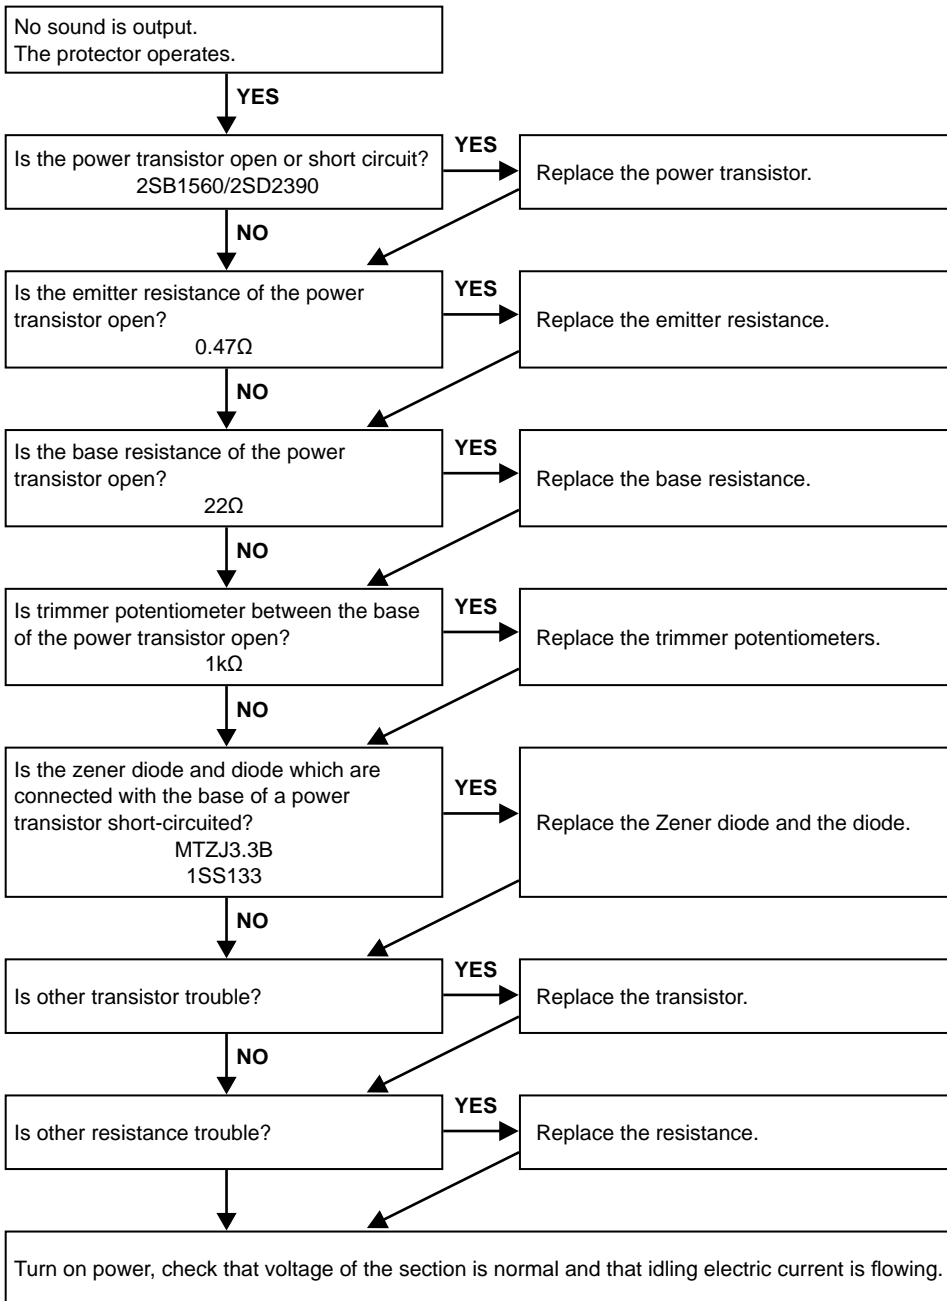 No sound is output.
The protector operates.
YES
Is the power transistor open or short circuit?
2SB1560/2SD2390
YES
Replace the power transistor.
NO
Is the emitter resistance of the power
transistor open?
0.47Ω
YES
Replace the emitter resistance.
NO
Is the base resistance of the power
transistor open?
22Ω
YES
Replace the base resistance.
NO
Is trimmer potentiometer between the base
of the power transistor open?
1kΩ
YES
Replace the trimmer potentiometers.
NO
Is the zener diode and diode which are
connected with the base of a power
transistor short-circuited?
MTZJ3.3B
1SS133
YES
Replace the Zener diode and the diode.
NO
Is other transistor trouble?
YES
Replace the transistor.
NO
Is other resistance trouble?
YES
Replace the resistance.
Turn on power, check that voltage of the section is normal and that idling electric current is flowing.